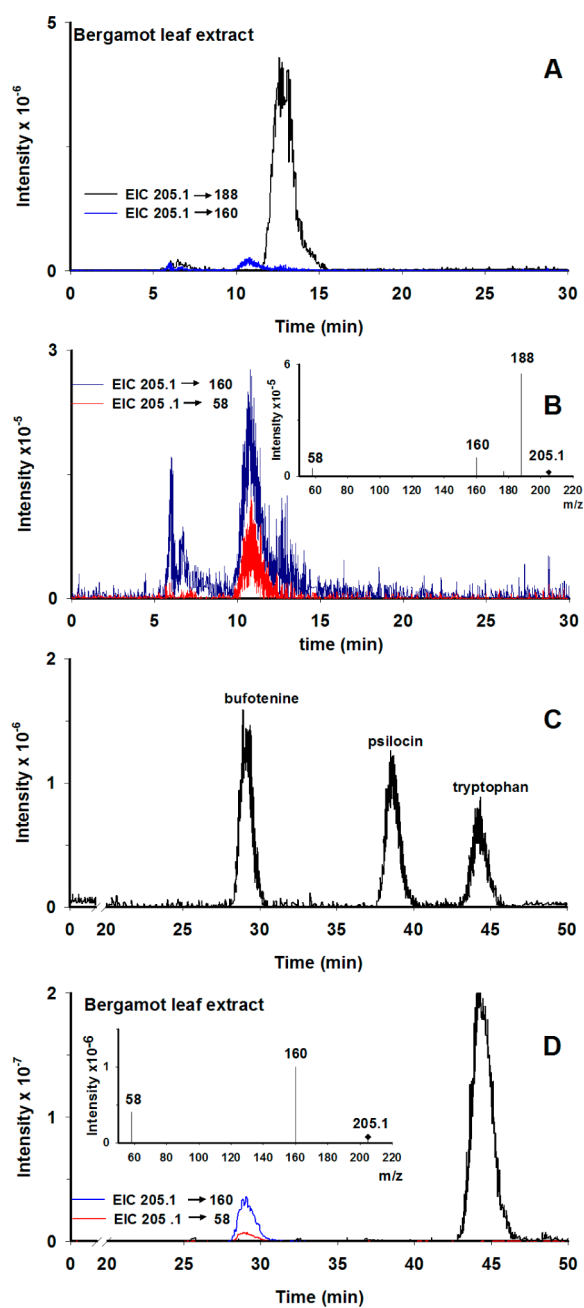 5
Bergamot leaf extract
A
Intensity x 10-6
EIC 205.1 → 188
EIC 205.1 → 160
0
0 5 10 15 20 25 30
Time (min)
3
EIC 205.1 → 160
EIC 205 .1 → 58
B
Intensity x 10-5
6
188
Intensity x10-5
58
160
205.1
0
60 80 100 120 140 160 180 200 220
m/z
0
0 5 10 15 20 25 30
time (min)
2
bufotenine
C
psilocin
tryptophan
Intensity x 10-6
1
0
0 20 25 30 35 40 45 50
Time (min)
Bergamot leaf extract
2
D
Intensity x 10-7
160
Intensity x10-6
1
58
205.1
0
60 80 100 120 140 160 180 200 220
m/z
1
EIC 205.1 → 160
EIC 205 .1 → 58
0
0 20 25 30 35 40 45 50
Time (min)